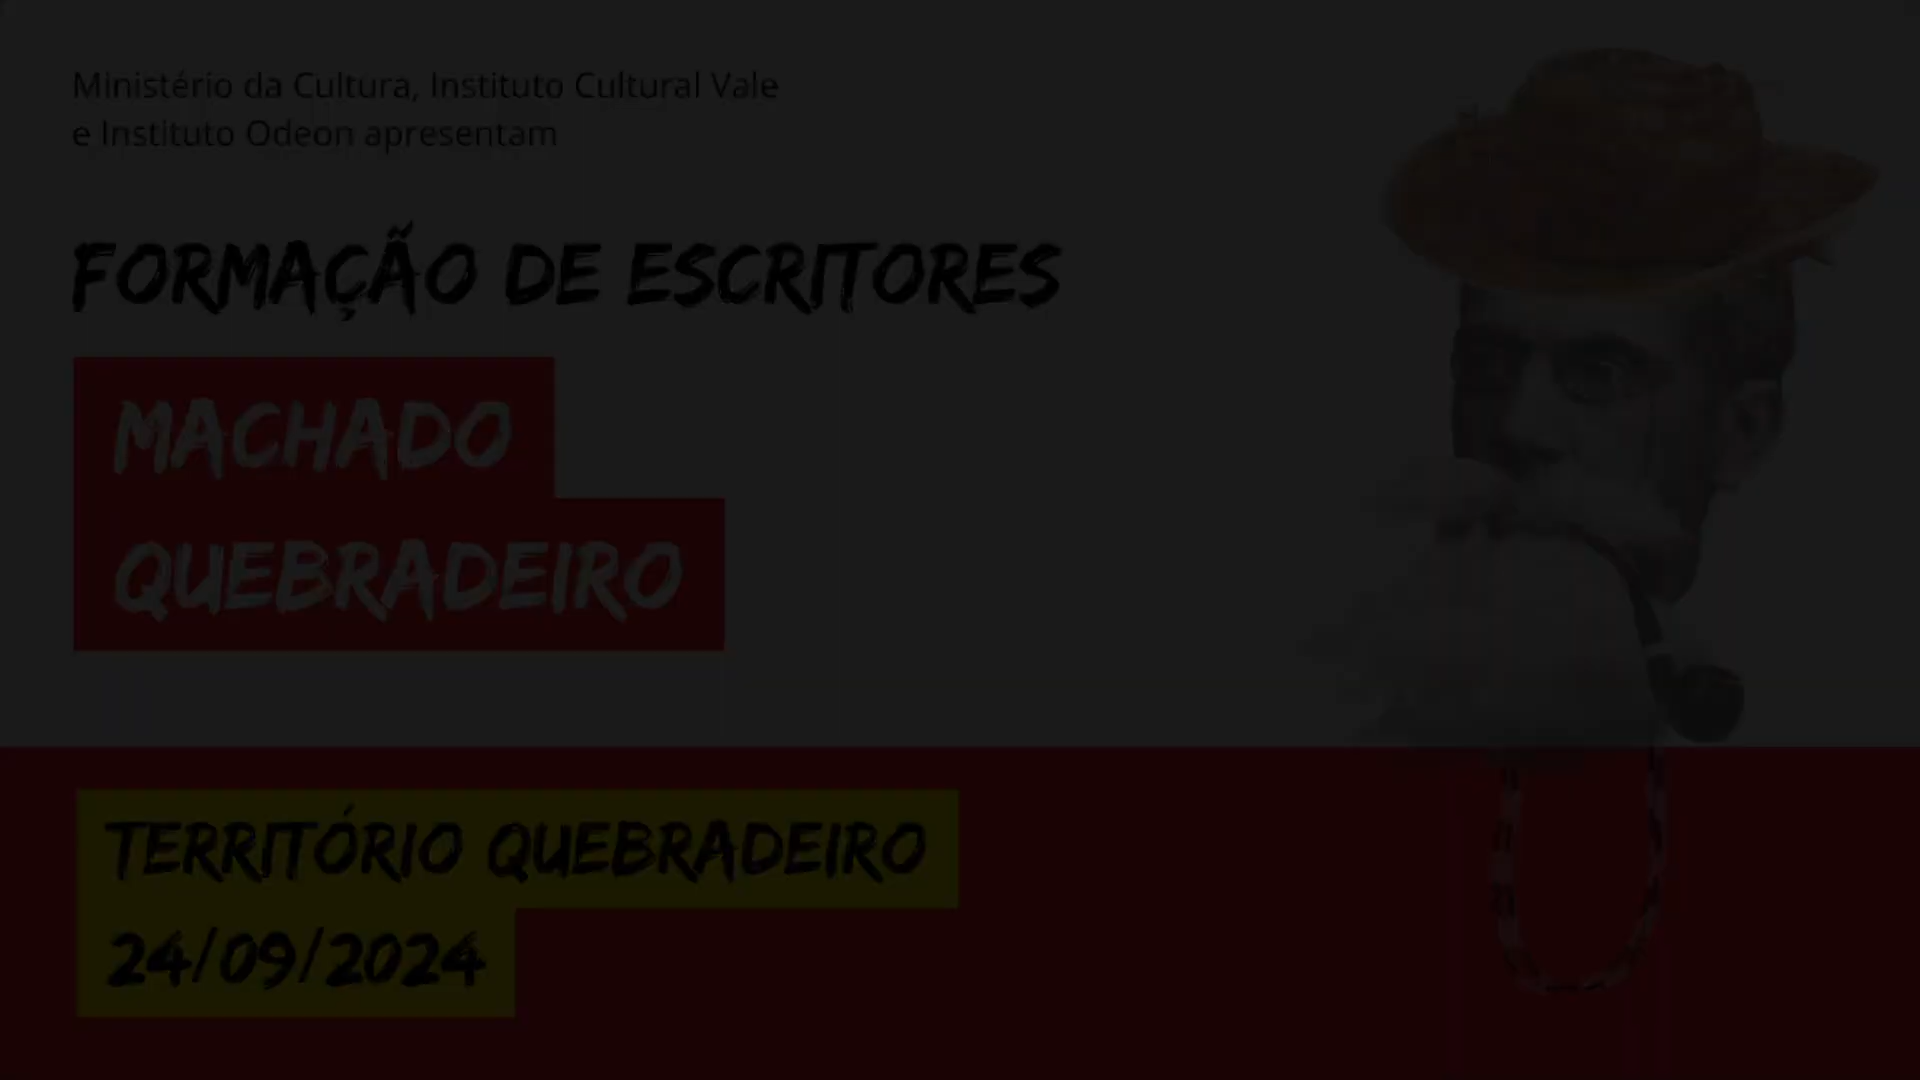 Ministério da Cultura, Instituto Cultural Vale
e Instituto Odeon apresentam
FORMAÇÃO DE ESCRITORES
MACHADO
QUEBRADEIRO
TERRITÓRIO QUEBRADEIRO
24/09/2024